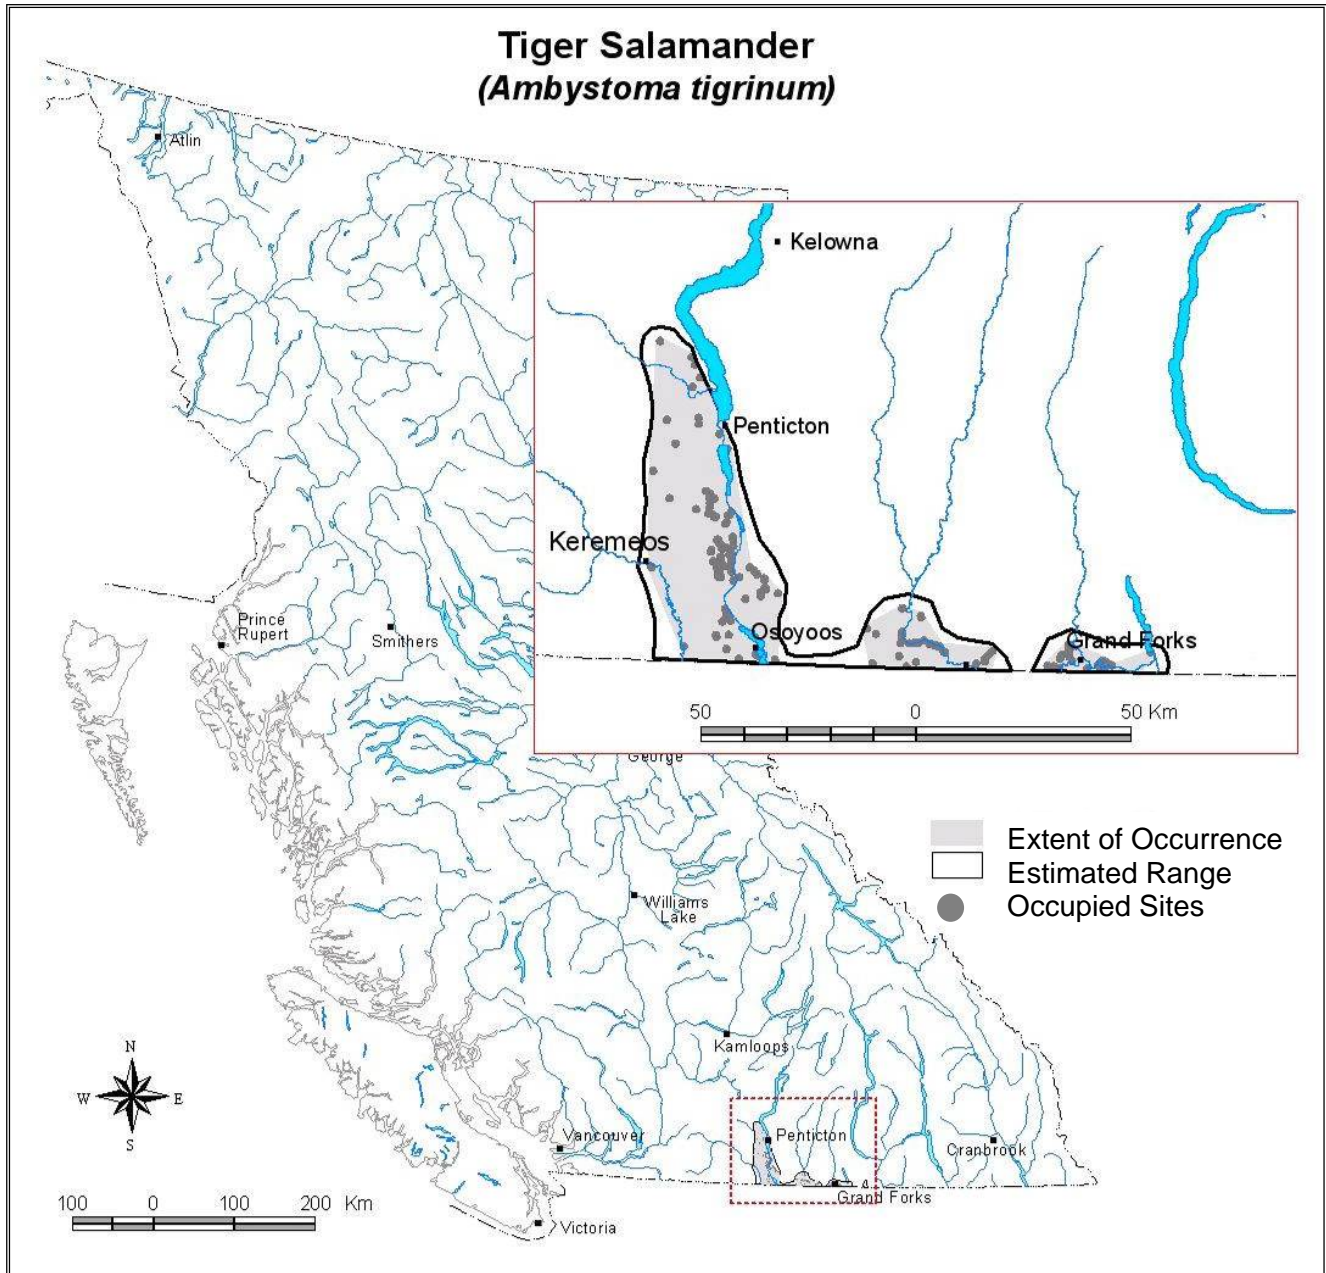 Tiger Salamander
(Ambystoma tigrinum)
Atlin
Kelowna
Penticton
Keremeos
Osoyoos
Grand Forks
50 0 50 Km
Prince
Rupert
Smithers
George
Extent of Occurrence
Estimated Range
Occupied Sites
Williams
Lake
Kamloops
N
W E
S
Vancouver
Penticton
Cranbrook
Grand Forks
100 0 100 200 Km
Victoria